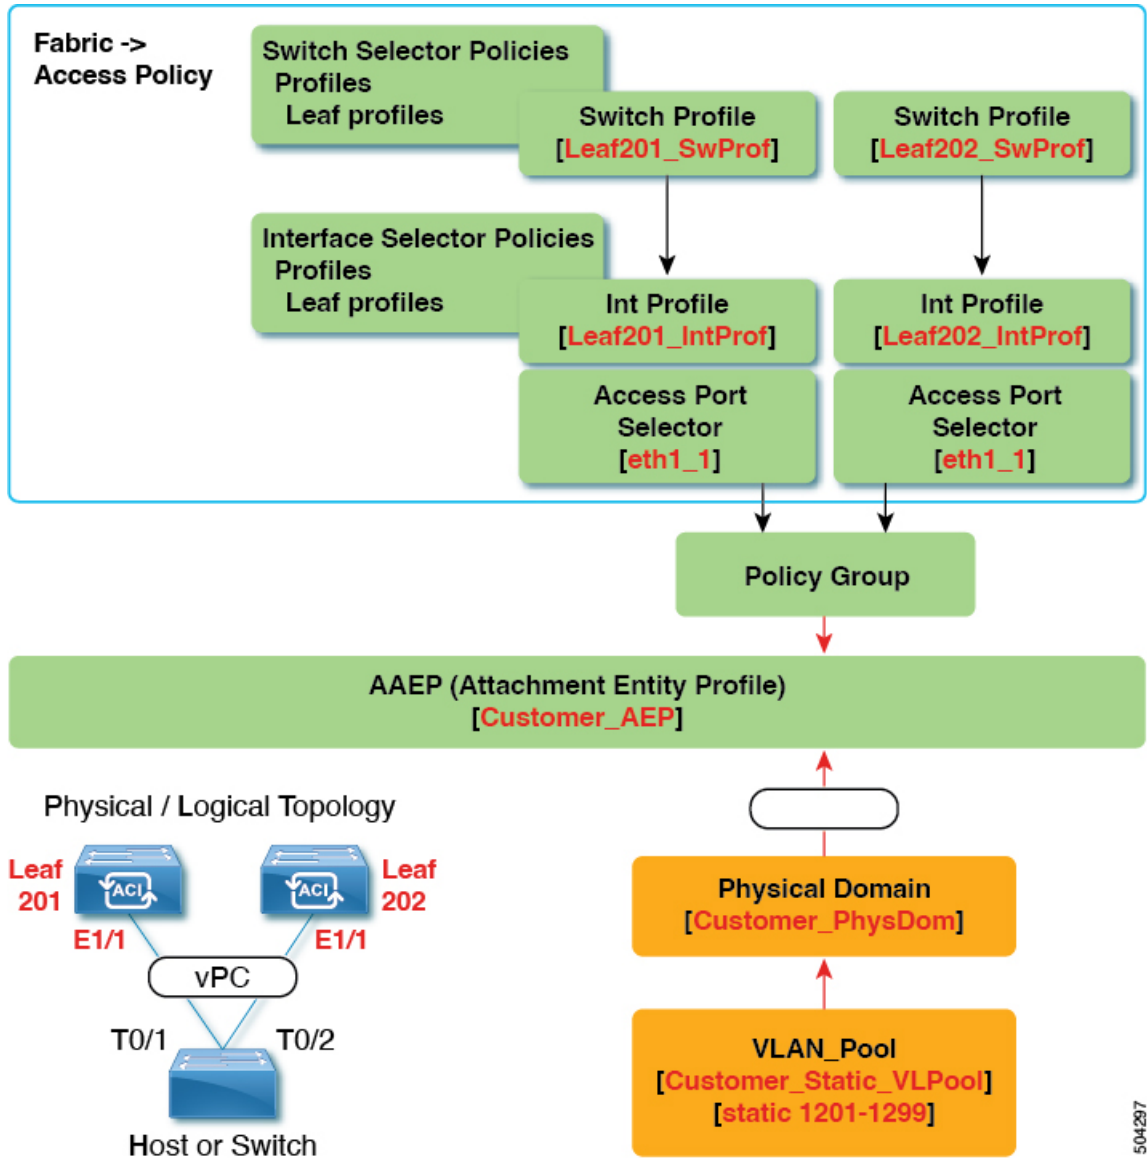 Fabric ->
Access Policy
Switch Selector Policies
Profiles
Leaf profiles
Switch Profile
[Leaf201_SwProf]
Switch Profile
[Leaf202_SwProf]
Interface Selector Policies
Profiles
Leaf profiles
Int Profile
[Leaf201_IntProf]
Int Profile
[Leaf202_IntProf]
Access Port
Selector
[eth1_1]
Access Port
Selector
[eth1_1]
Policy Group
AAEP (Attachment Entity Profile)
[Customer_AEP]
Physical / Logical Topology
Leaf
201
ACI
ACI
Leaf
202
E1/1
E1/1
vPC
T0/1
T0/2
Host or Switch
Physical Domain
[Customer_PhysDom]
VLAN_Pool
[Customer_Static_VLPool]
[static 1201-1299]
504297